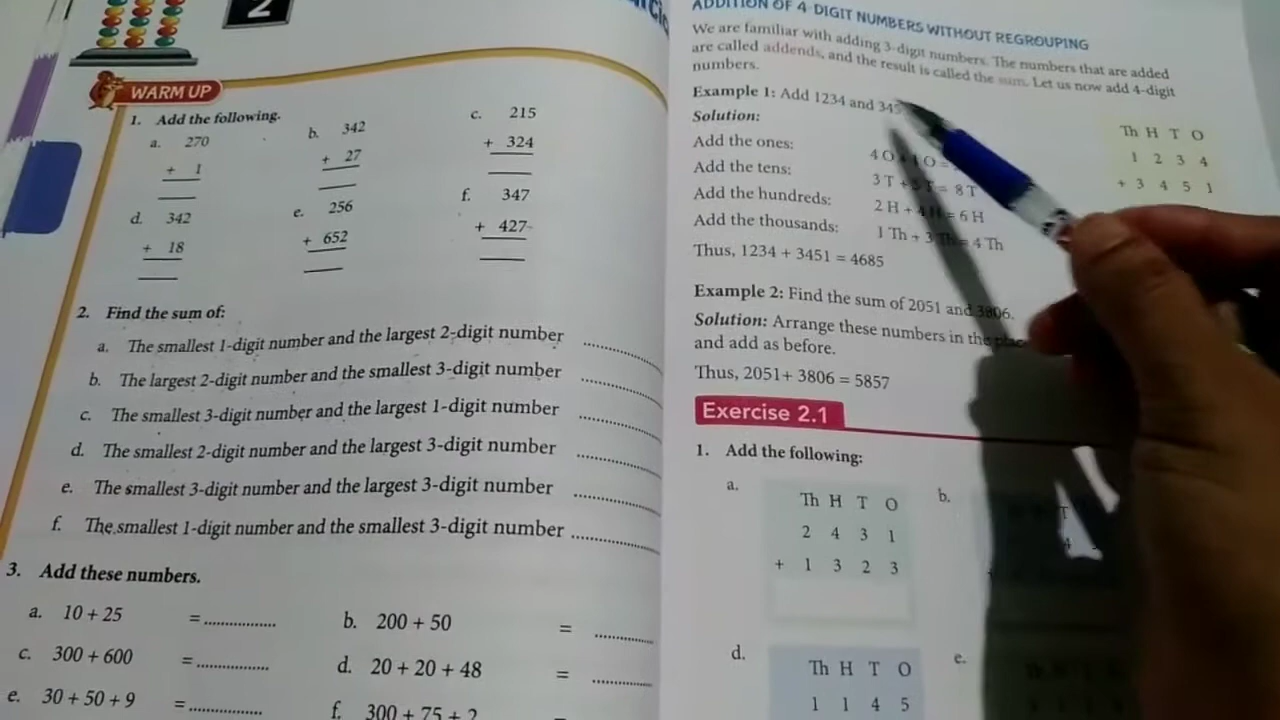 2
WARM UP
1. Add the following.
a. 270
+ 1
b. 342
+ 27
c. 215
+ 324
d. 342
+ 18
e. 256
+ 652
f. 347
+ 427
2. Find the sum of:
a. The smallest 1-digit number and the largest 2-digit number ..............
b. The largest 2-digit number and the smallest 3-digit number ..............
c. The smallest 3-digit number and the largest 1-digit number ..............
d. The smallest 2-digit number and the largest 3-digit number ..............
e. The smallest 3-digit number and the largest 3-digit number ..............
f. The smallest 1-digit number and the smallest 3-digit number ..............
3. Add these numbers.
a. 10 + 25 = ..............
b. 200 + 50 = ..............
c. 300 + 600 = ..............
d. 20 + 20 + 48 = ..............
e. 30 + 50 + 9 = ..............
f. 300 + 75 + 2
ADDITION OF 4-DIGIT NUMBERS WITHOUT REGROUPING
We are familiar with adding 3-digit numbers. The numbers that are added
are called addends, and the result is called the sum. Let us now add 4-digit
numbers.
Example 1: Add 1234 and
Solution:
Add the ones: 4 O
Add the tens: 3 T + 5 T = 8 T
Add the hundreds: 2 H + 4 H = 6 H
Add the thousands: 1 Th + 3 Th = 4 Th
Thus, 1234 + 3451 = 4685
Th H T O
1 2 3 4
+ 3 4 5 1
Example 2: Find the sum of 2051 and 3806.
Solution: Arrange these numbers in the
and add as before.
Thus, 2051+ 3806 = 5857
Exercise 2.1
1. Add the following:
a.
Th H T O
2 4 3 1
+ 1 3 2 3
b.
d.
Th H T O
1 1 4 5
e.